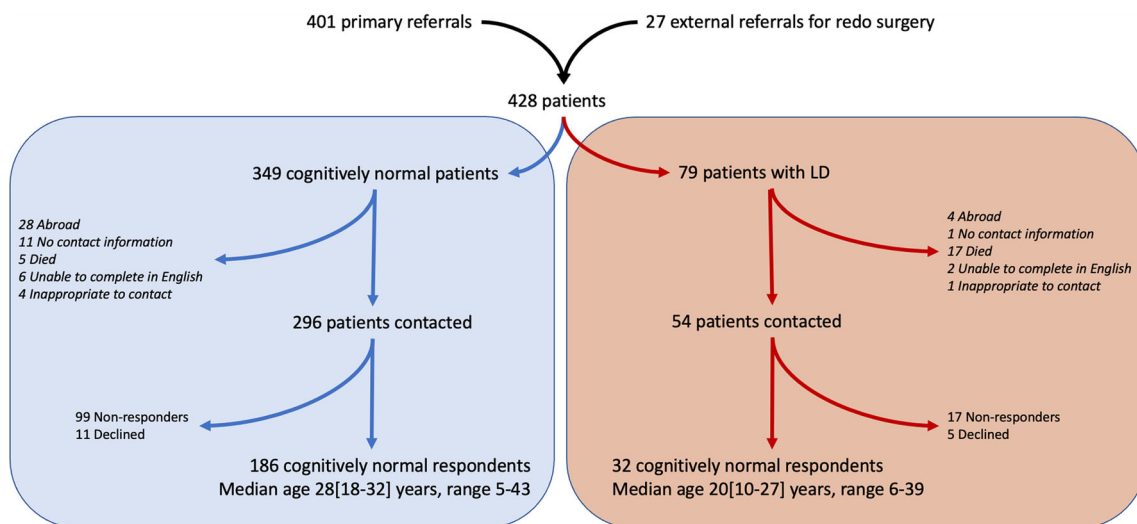 401 primary referrals
27 external referrals for redo surgery
428 patients
349 cognitively normal patients
28 Abroad
11 No contact information
5 Died
6 Unable to complete in English
4 Inappropriate to contact
296 patients contacted
99 Non-responders
11 Declined
186 cognitively normal respondents
Median age 28[18-32] years, range 5-43
79 patients with LD
4 Abroad
1 No contact information
17 Died
2 Unable to complete in English
1 Inappropriate to contact
54 patients contacted
17 Non-responders
5 Declined
32 cognitively normal respondents
Median age 20[10-27] years, range 6-39